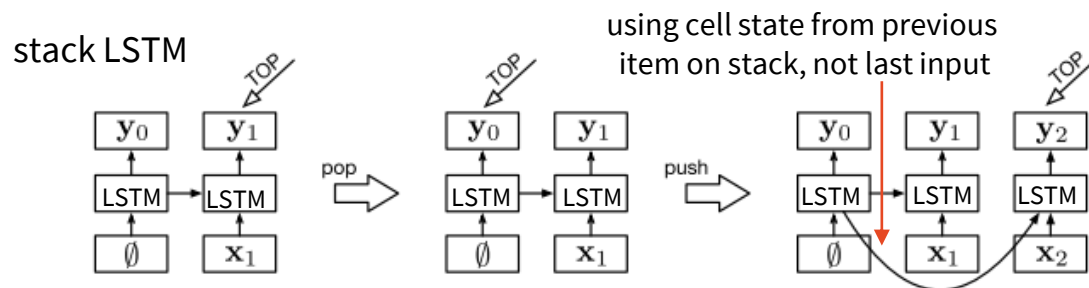 stack LSTM
using cell state from previous
item on stack, not last input
TOP
y₀ y₁
LSTM LSTM
∅ x₁
pop
TOP
y₀ y₁
LSTM LSTM
∅ x₁
push
TOP
y₀ y₁ y₂
LSTM LSTM LSTM
∅ x₁ x₂